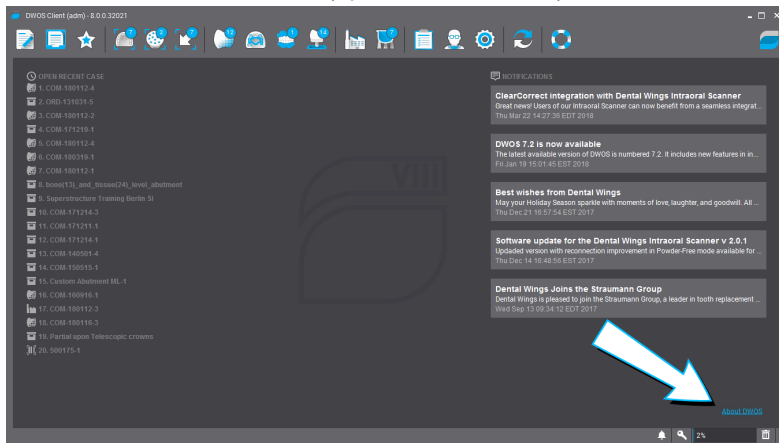 DWOS Client (adm) - 8.0.0.32021
7
2
7
12
1
14
7
OPEN RECENT CASE
1. COM-180112-4
2. ORD-131031-5
3. COM-180112-2
4. COM-171219-1
5. COM-180112-4
6. COM-180319-1
7. COM-180112-1
8. bone(13)_and_tissue(24)_level_abutment
9. Superstructure Training Berlin SI
10. COM-171214-3
11. COM-171211-1
12. COM-171214-1
13. COM-140501-4
14. COM-150515-1
15. Custom Abutment ML-1
16. COM-160916-1
17. COM-180112-3
18. COM-180116-3
19. Partial upon Telescopic crowns
20. 500175-1
VIII
NOTIFICATIONS
ClearCorrect integration with Dental Wings Intraoral Scanner
Great news! Users of our Intraoral Scanner can now benefit from a seamless integrat...
Thu Mar 22 14:27:36 EDT 2018
DWOS 7.2 is now available
The latest available version of DWOS is numbered 7.2. It includes new features in in...
Fri Jan 19 15:01:45 EST 2018
Best wishes from Dental Wings
May your Holiday Season sparkle with moments of love, laughter, and goodwill. All ...
Thu Dec 21 16:57:54 EST 2017
Software update for the Dental Wings Intraoral Scanner v 2.0.1
Updaded version with reconnection improvement in Powder-Free mode available for ...
Thu Dec 14 16:48:56 EST 2017
Dental Wings Joins the Straumann Group
Dental Wings is pleased to join the Straumann Group, a leader in tooth replacement ...
Wed Sep 13 09:34:12 EDT 2017
About DWOS
2%